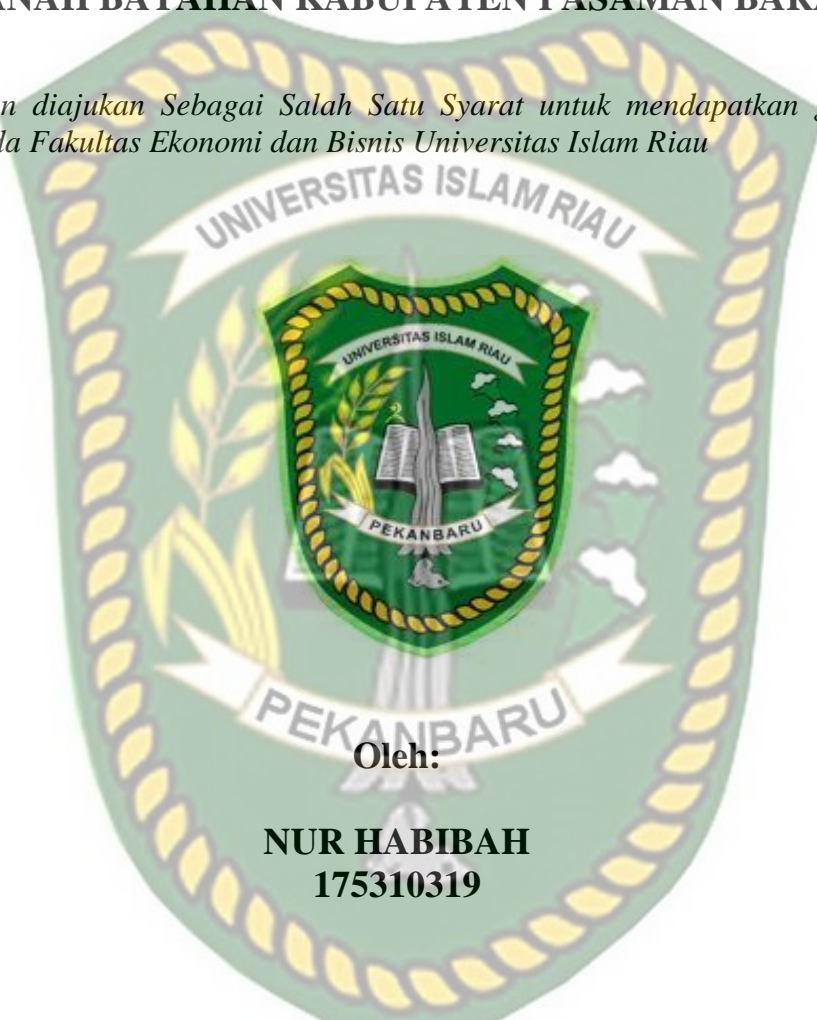 ANAH BATAHAN KABUPATEN PASAMAN BARA
n diajukan Sebagai Salah Satu Syarat untuk mendapatkan
da Fakultas Ekonomi dan Bisnis Universitas Islam Riau
UNIVERSITAS ISLAM RIAU
UNIVERSITAS ISLAM RIAU
PEKANBARU
PEKANBARU
Oleh:
NUR HABIBAH
175310319